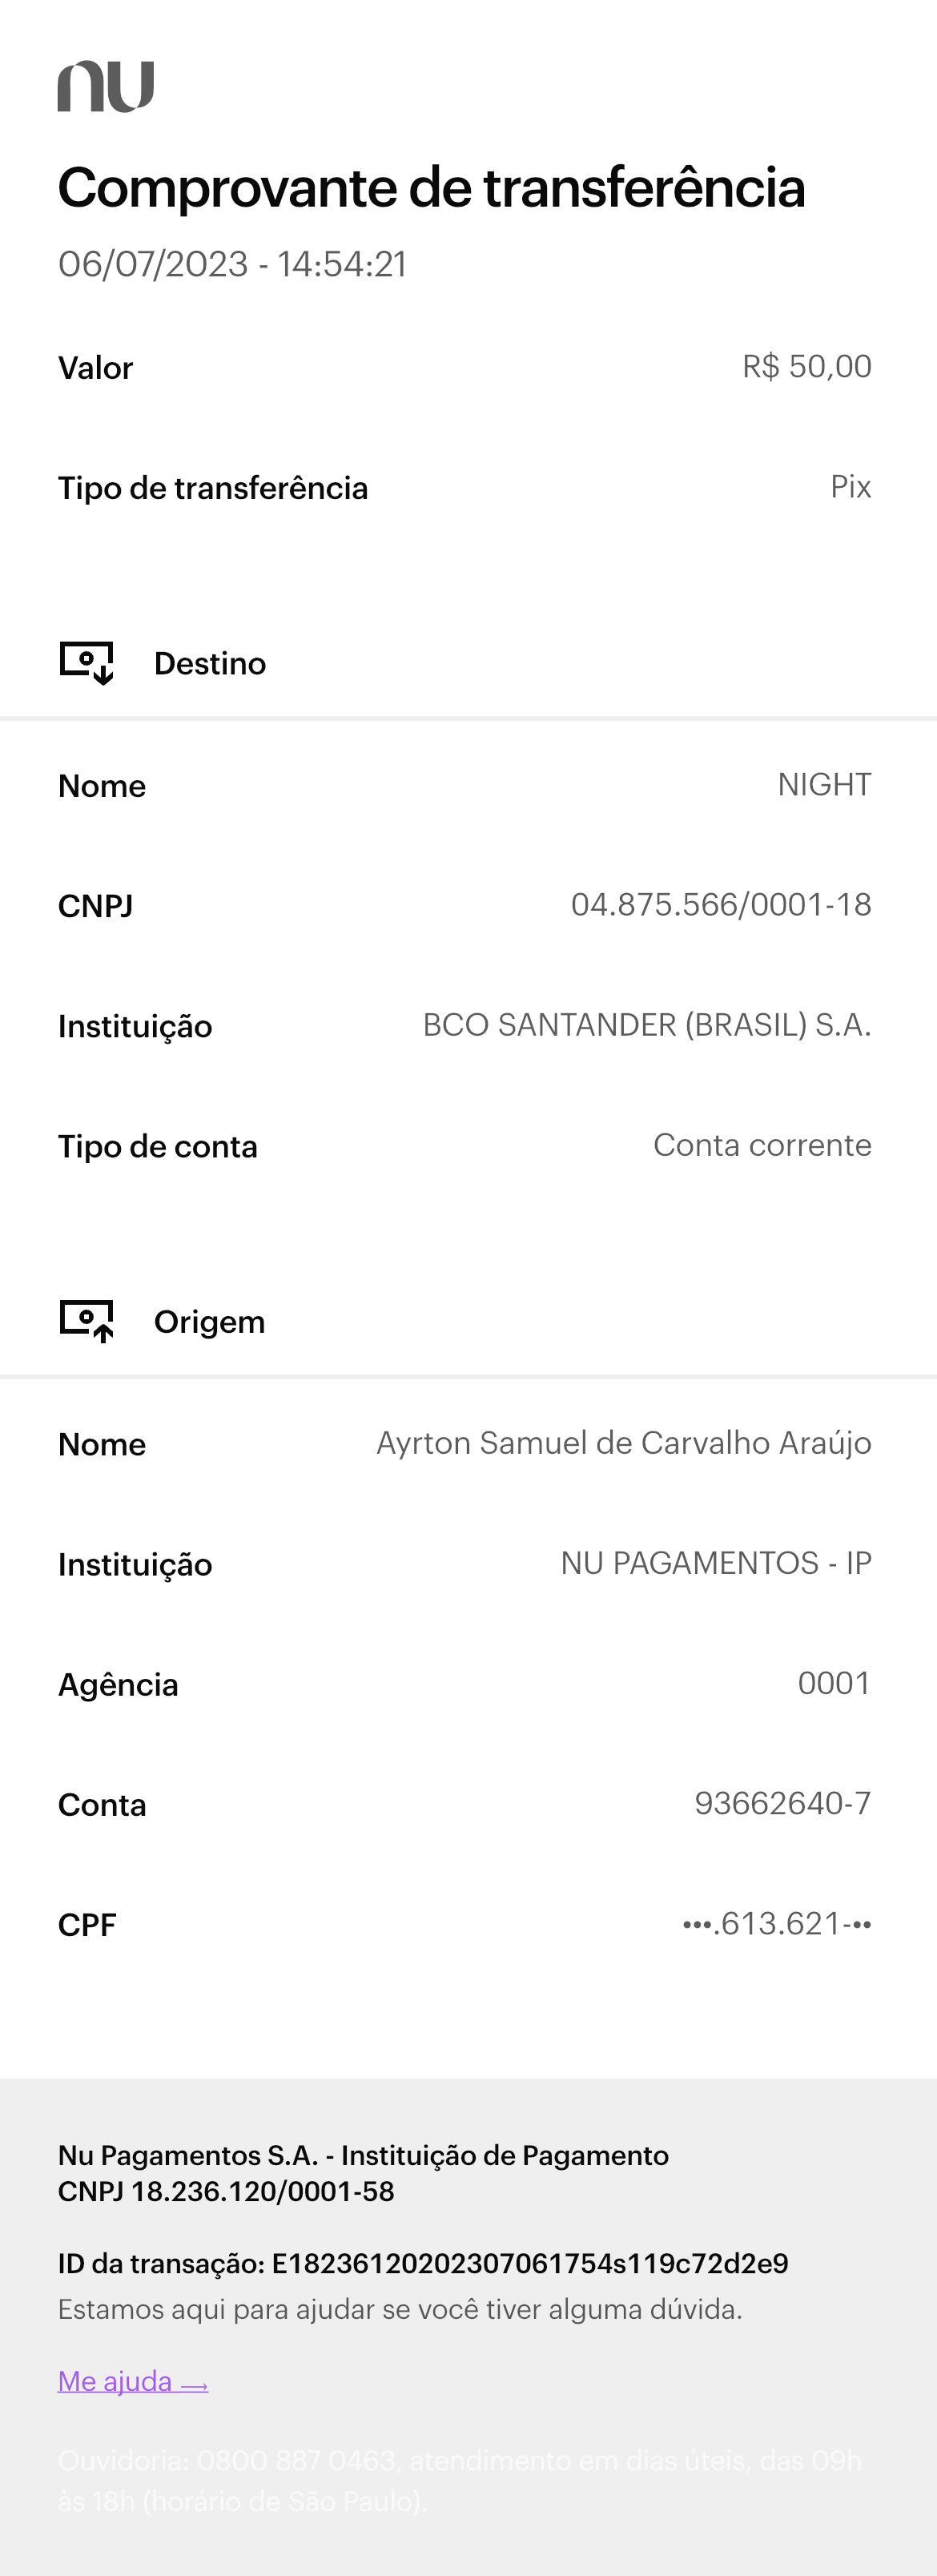 nu
Comprovante de transferência
06/07/2023 - 14:54:21
Valor R$ 50,00
Tipo de transferência Pix
Destino
Nome NIGHT
CNPJ 04.875.566/0001-18
Instituição BCO SANTANDER (BRASIL) S.A.
Tipo de conta Conta corrente
Origem
Nome Ayrton Samuel de Carvalho Araújo
Instituição NU PAGAMENTOS - IP
Agência 0001
Conta 93662640-7
CPF •••.613.621-••
Nu Pagamentos S.A. - Instituição de Pagamento
CNPJ 18.236.120/0001-58
ID da transação: E18236120202307061754s119c72d2e9
Estamos aqui para ajudar se você tiver alguma dúvida.
Me ajuda →
Ouvidoria: 0800 887 0463, atendimento em dias úteis, das 09h
às 18h (horário de São Paulo).